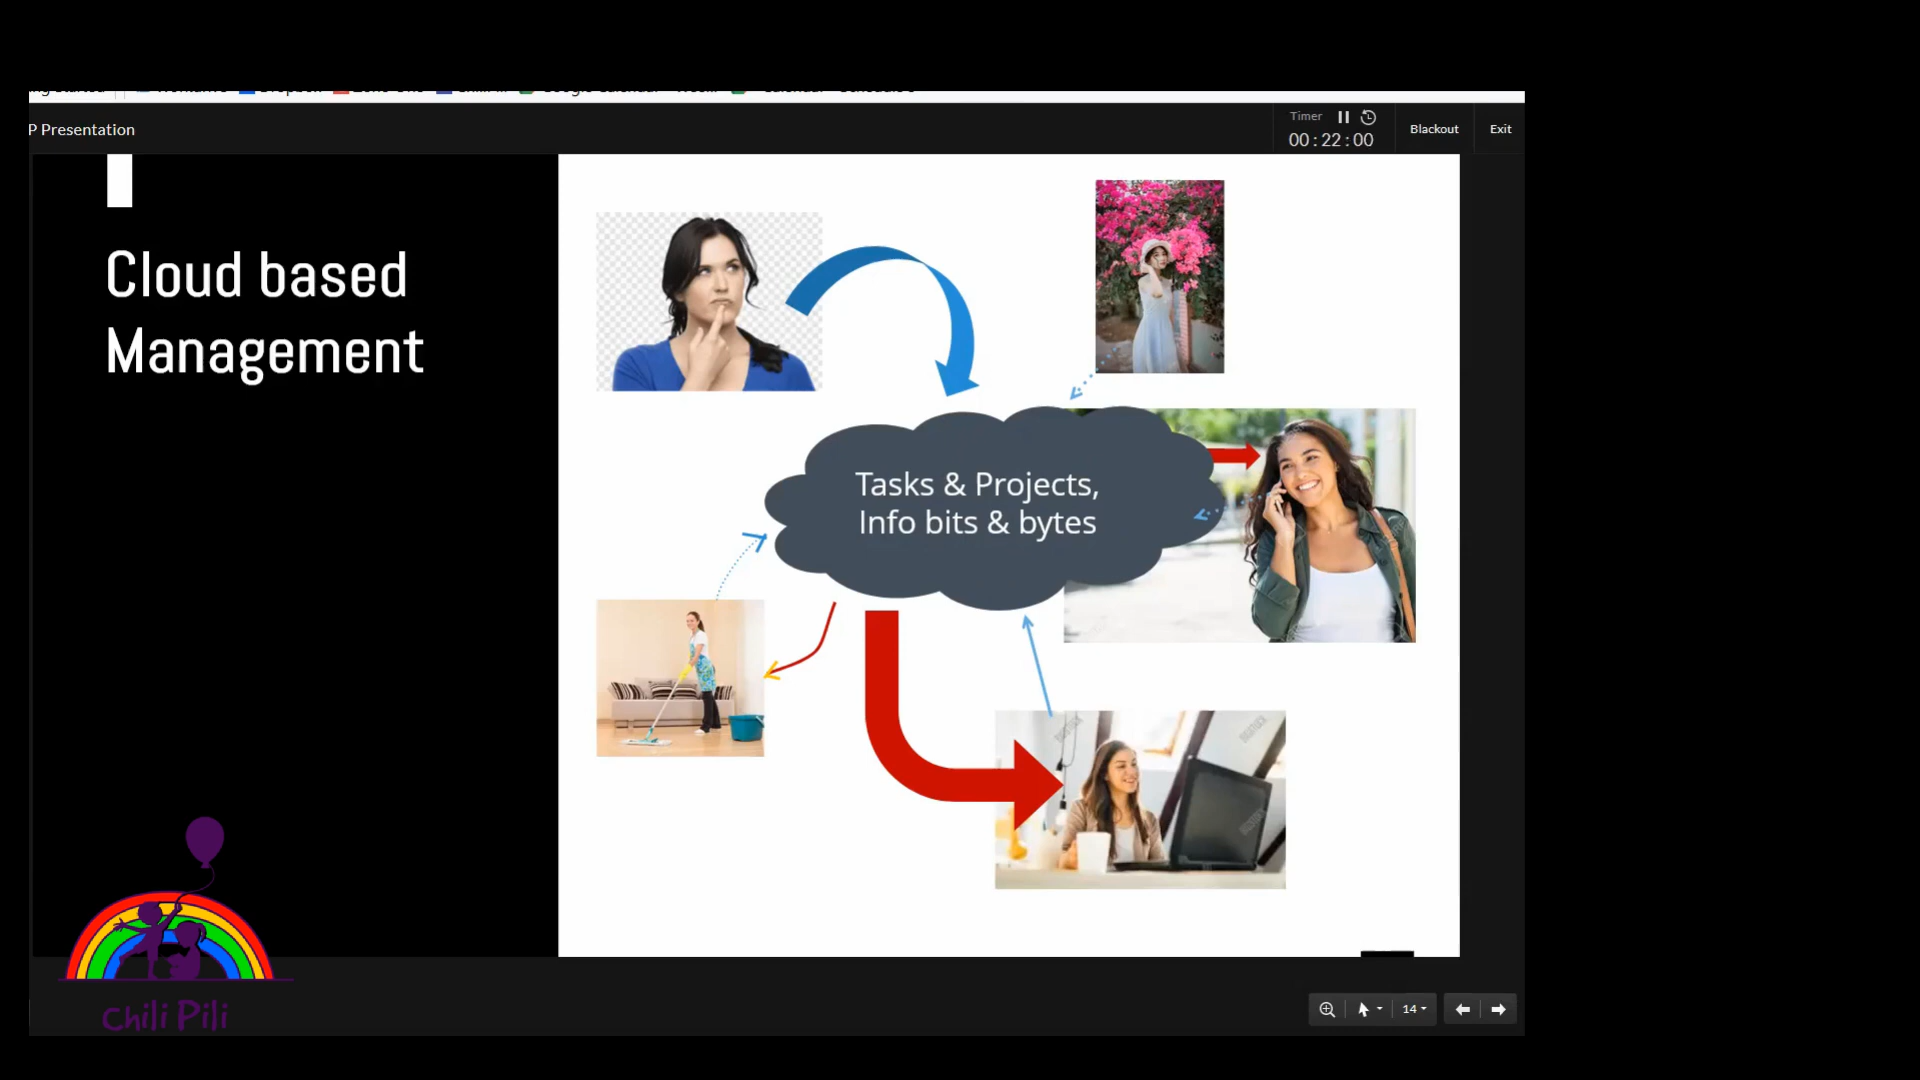 P Presentation
Timer
00:22:00
Blackout
Exit
Cloud based
Management
Tasks & Projects,
Info bits & bytes
Chili Pili
14